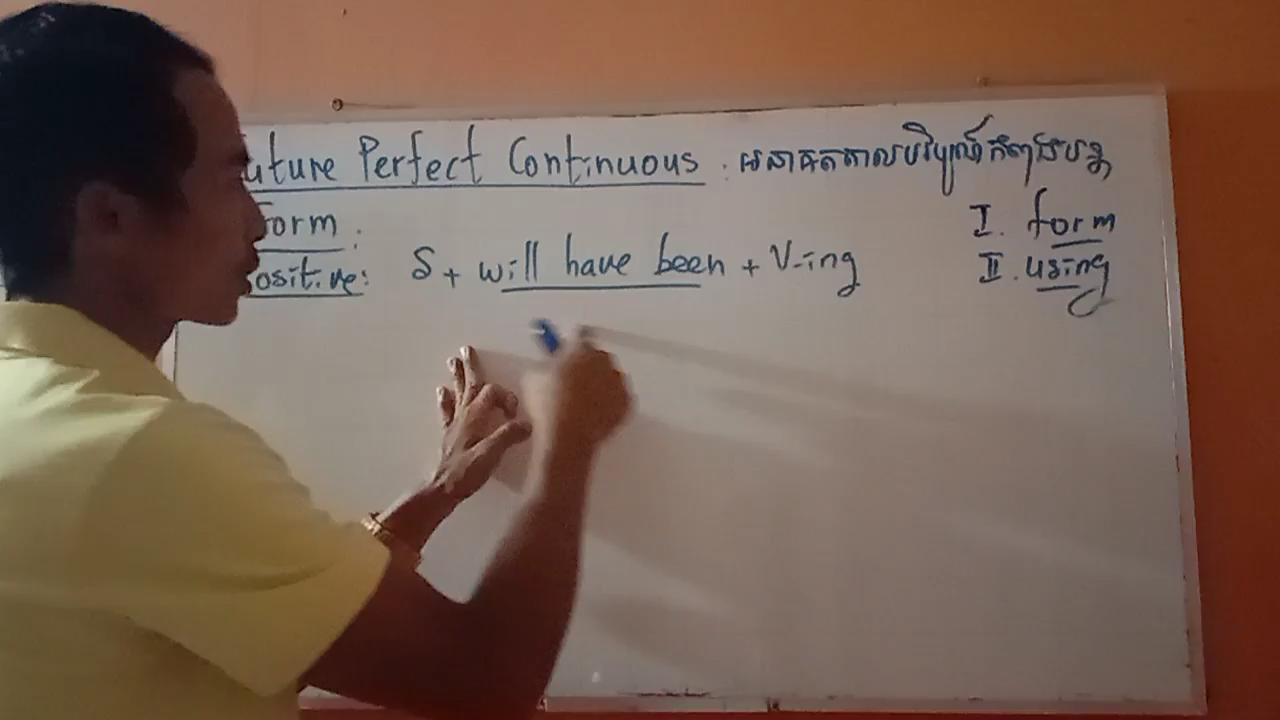 uture Perfect Continuous : អនាគតកាលបរិបូណ៌កំពុងបន្ត
form :
ositive: S + will have been + V-ing
I. form
II. using